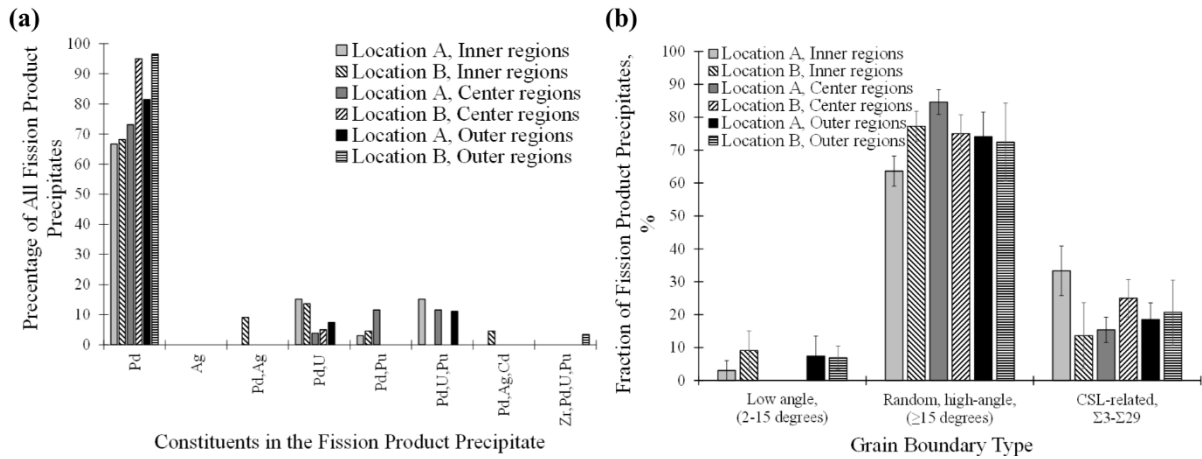 (a)
Precentage of All Fission Product
Precipitates
100
90
80
70
60
50
40
30
20
10
0
Location A, Inner regions
Location B, Inner regions
Location A, Center regions
Location B, Center regions
Location A, Outer regions
Location B, Outer regions
Pd
Ag
Pd,Ag
Pd,U
Pd,Pu
Pd,U,Pu
Pd,Ag,Cd
Zr,Pd,U,Pu
Constituents in the Fission Product Precipitate
(b)
Fraction of Fission Product Precipitates,
%
100
90
80
70
60
50
40
30
20
10
0
Location A, Inner regions
Location B, Inner regions
Location A, Center regions
Location B, Center regions
Location A, Outer regions
Location B, Outer regions
Low angle,
(2-15 degrees)
Random, high-angle,
(≥15 degrees)
CSL-related,
Σ3-Σ29
Grain Boundary Type